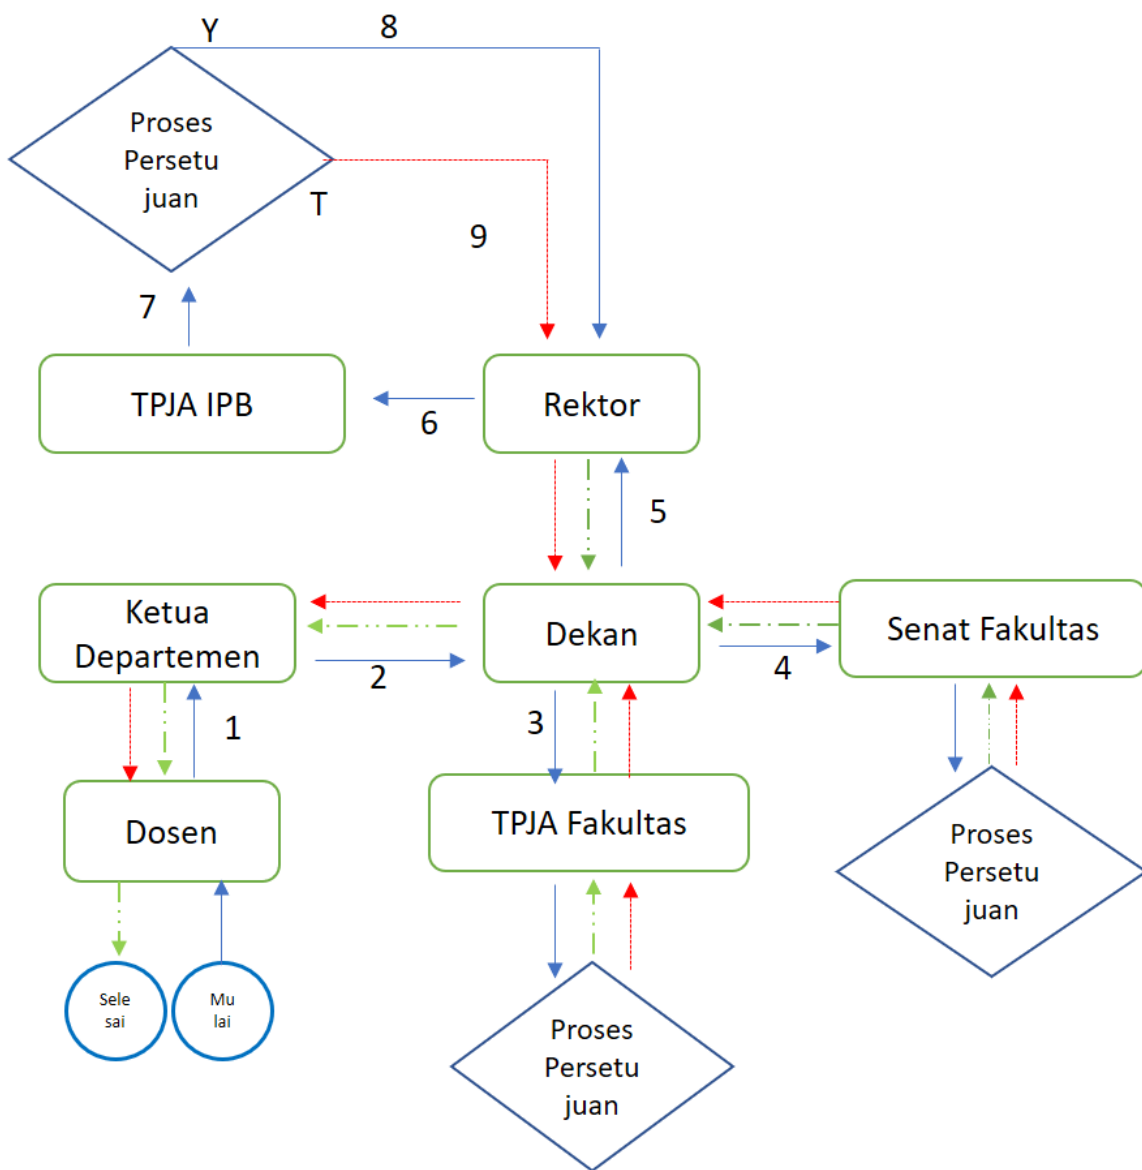 Y
8
Proses
Persetu
juan
T
9
7
TPJA IPB
Rektor
6
5
Ketua
Departemen
Dekan
Senat Fakultas
2
4
1
3
Dosen
TPJA Fakultas
Proses
Persetu
juan
Sele
sai
Mu
lai
Proses
Persetu
juan